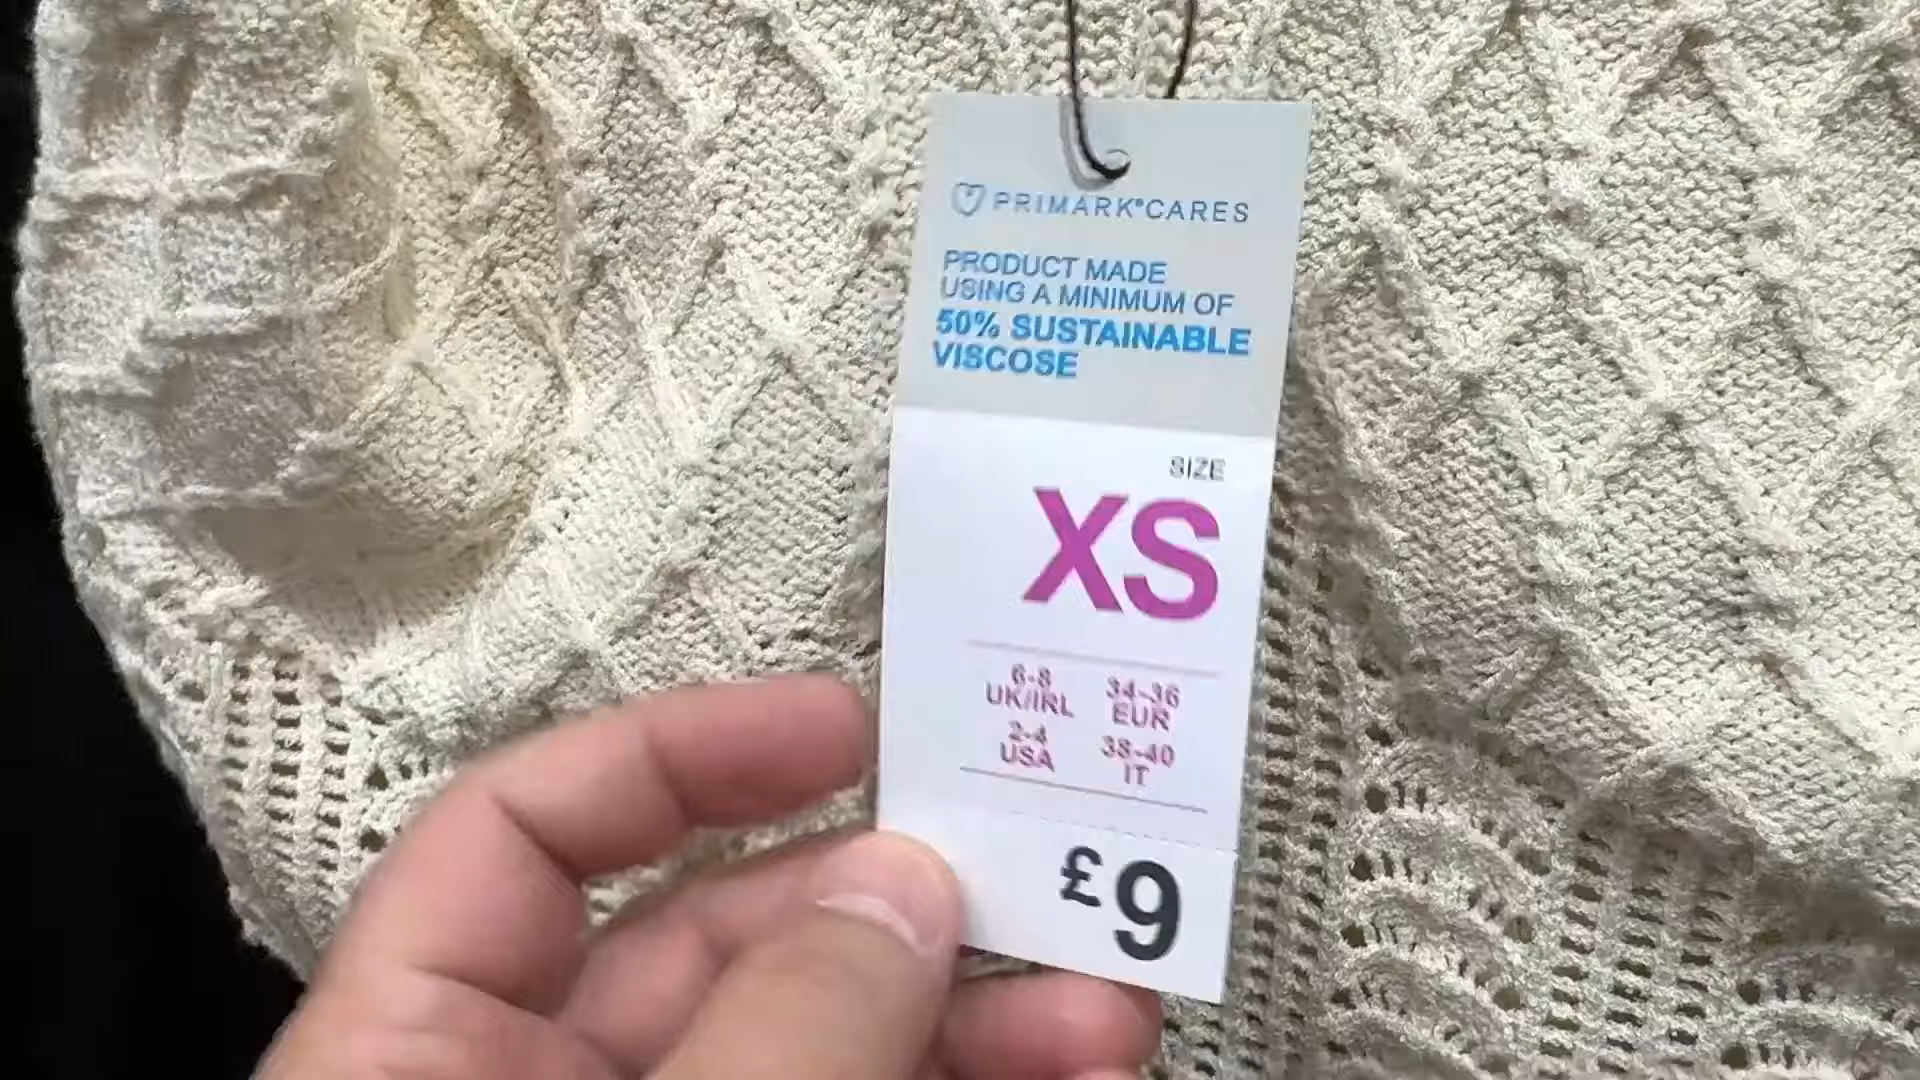 PRIMARK®CARES
PRODUCT MADE
USING A MINIMUM OF
50% SUSTAINABLE
VISCOSE
SIZE
XS
6-8
UK/IRL
34-36
EUR
2-4
USA
38-40
IT
£9